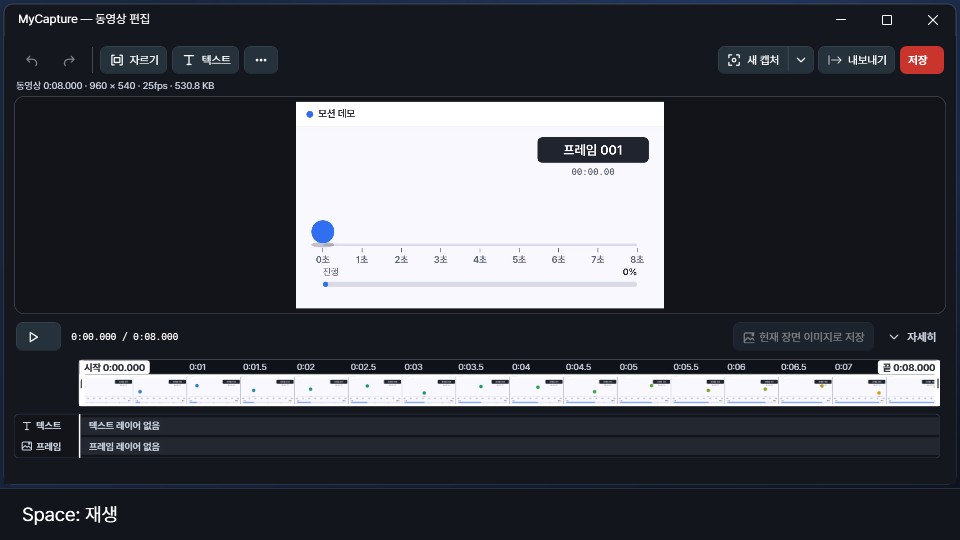 MyCapture — 동영상 편집
자르기 텍스트 ••• 새 캡처 내보내기 저장
동영상 0:08.000 · 960 × 540 · 25fps · 530.8 KB
모션 데모
프레임 001
00:00.00
0초 1초 2초 3초 4초 5초 6초 7초 8초
진행 0%
0:00.000 / 0:08.000 현재 장면 이미지로 저장 자세히
시작 0:00.000 0:01 0:01.5 0:02 0:02.5 0:03 0:03.5 0:04 0:04.5 0:05 0:05.5 0:06 0:06.5 0:07 끝 0:08.000
텍스트 텍스트 레이어 없음
프레임 프레임 레이어 없음
Space: 재생